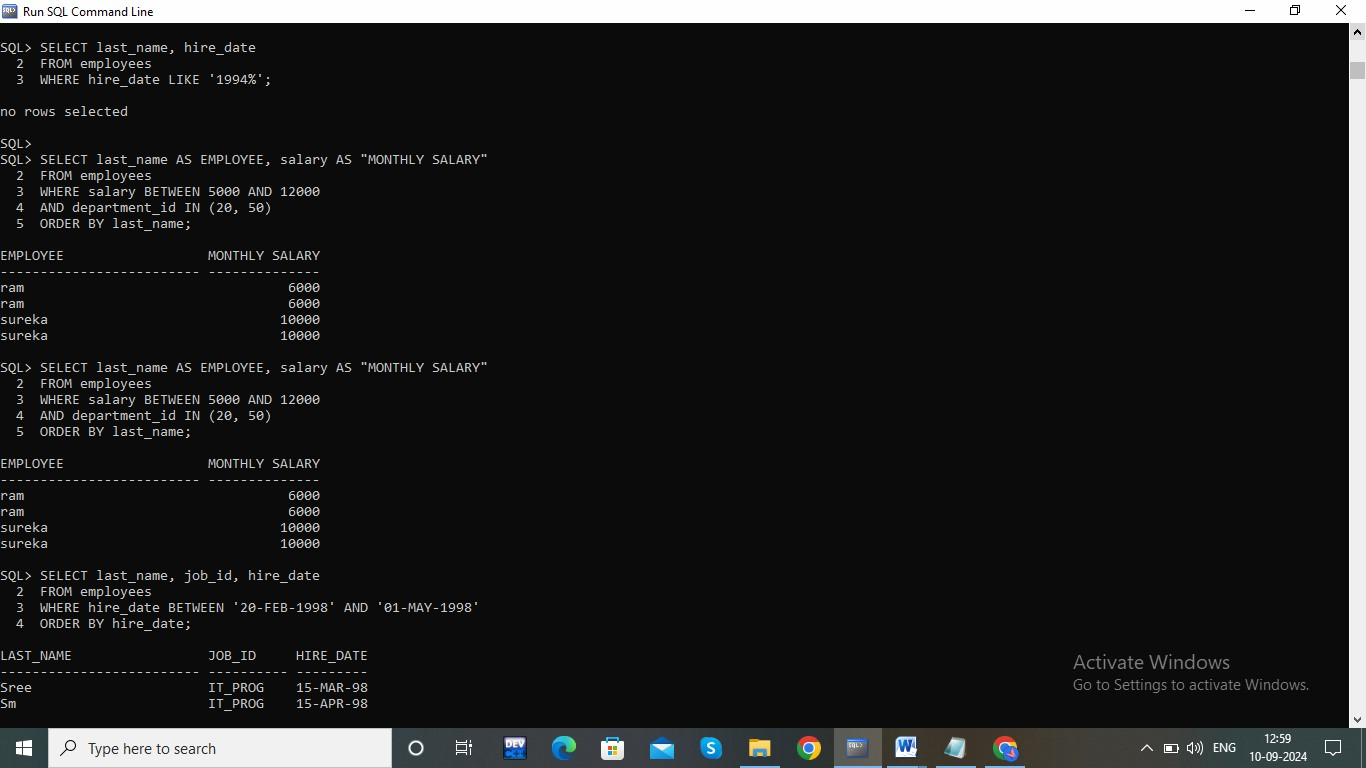 Run SQL Command Line
SQL> SELECT last_name, hire_date
2 FROM employees
3 WHERE hire_date LIKE '1994%';
no rows selected
SQL>
SQL> SELECT last_name AS EMPLOYEE, salary AS "MONTHLY SALARY"
2 FROM employees
3 WHERE salary BETWEEN 5000 AND 12000
4 AND department_id IN (20, 50)
5 ORDER BY last_name;
EMPLOYEE MONTHLY SALARY
------------------------- --------------
ram 6000
ram 6000
sureka 10000
sureka 10000
SQL> SELECT last_name AS EMPLOYEE, salary AS "MONTHLY SALARY"
2 FROM employees
3 WHERE salary BETWEEN 5000 AND 12000
4 AND department_id IN (20, 50)
5 ORDER BY last_name;
EMPLOYEE MONTHLY SALARY
------------------------- --------------
ram 6000
ram 6000
sureka 10000
sureka 10000
SQL> SELECT last_name, job_id, hire_date
2 FROM employees
3 WHERE hire_date BETWEEN '20-FEB-1998' AND '01-MAY-1998'
4 ORDER BY hire_date;
LAST_NAME JOB_ID HIRE_DATE
------------------------- ---------- ---------
Sree IT_PROG 15-MAR-98
Sm IT_PROG 15-APR-98
Activate Windows
Go to Settings to activate Windows.
Type here to search
DEV
SQL>
ENG
12:59
10-09-2024